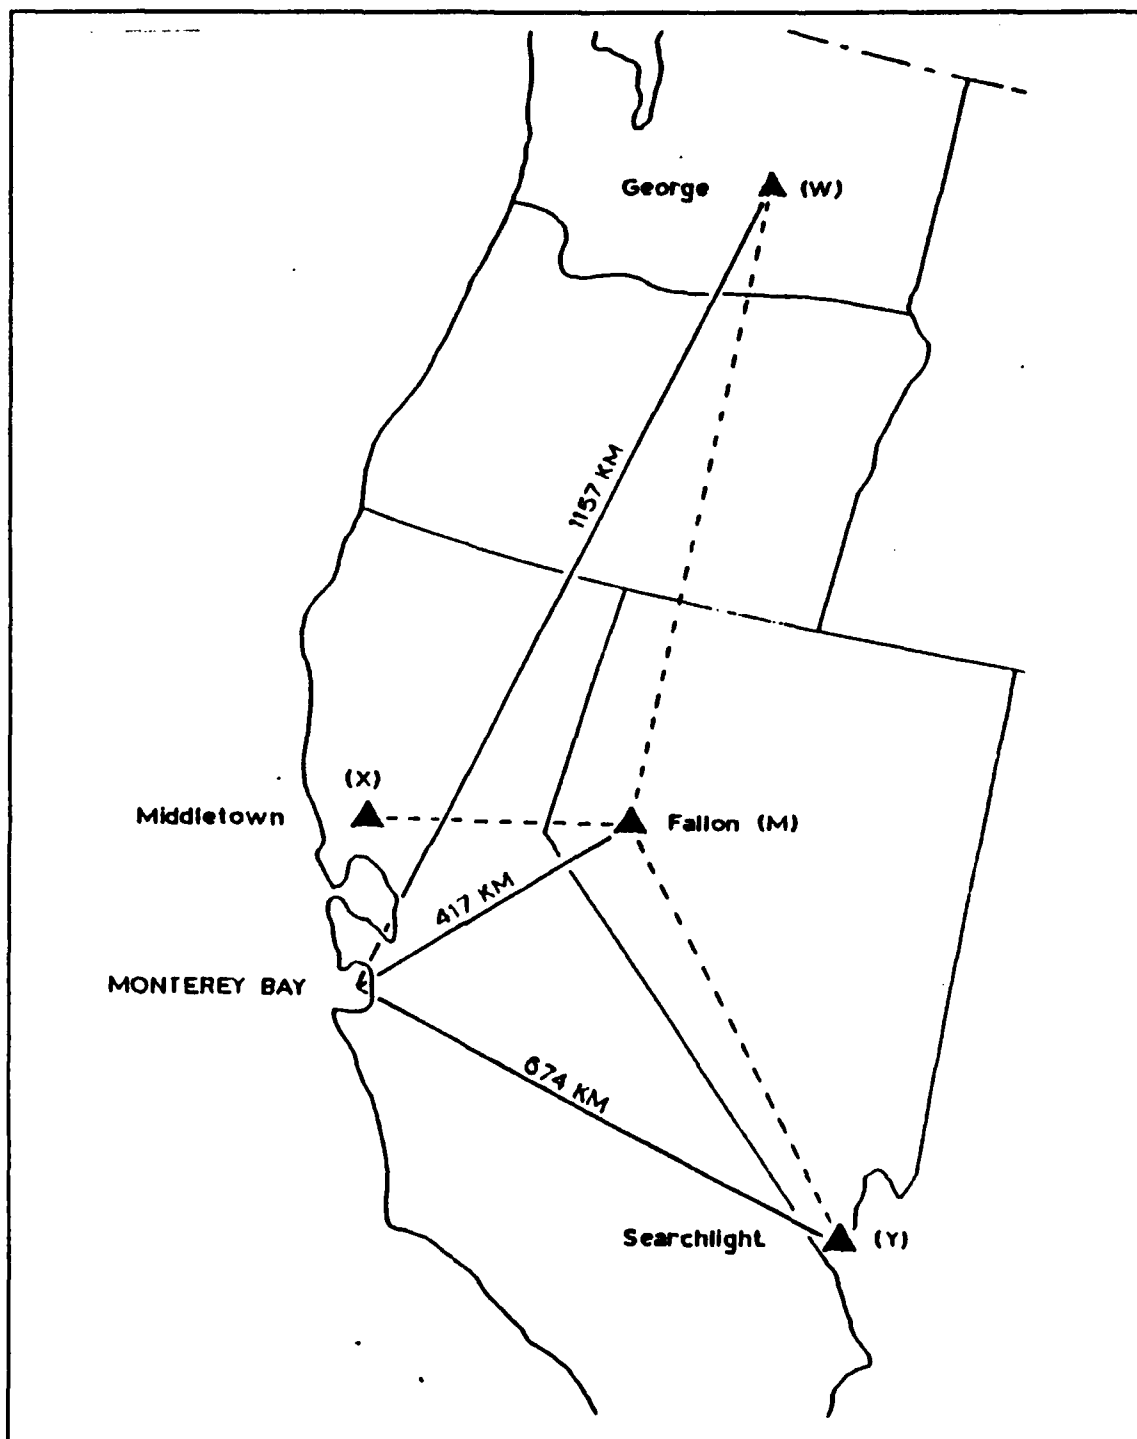 George (W)
1157 KM
(X)
Middletown
Fallon (M)
417 KM
MONTEREY BAY
674 KM
Searchlight (Y)